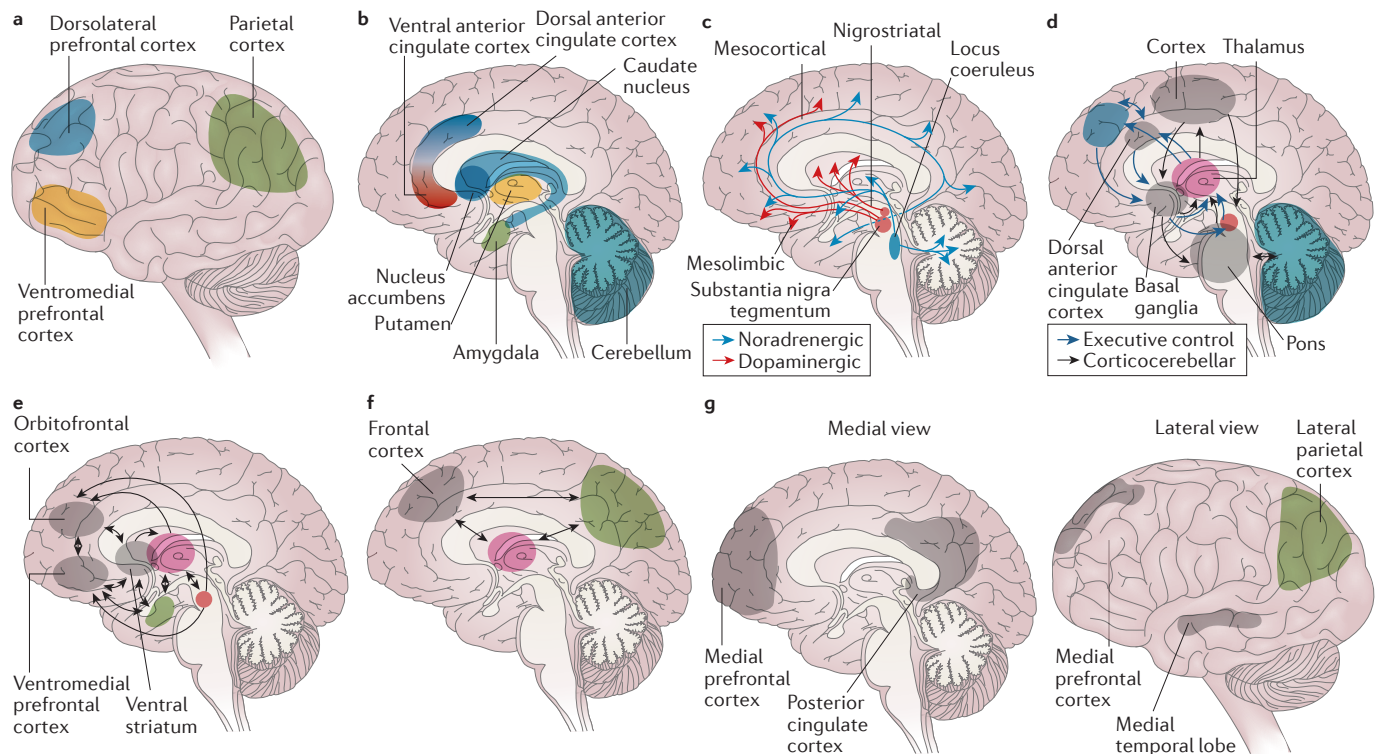 a
Dorsolateral
prefrontal cortex
Parietal
cortex
Ventromedial
prefrontal
cortex
b
Ventral anterior
cingulate cortex
Dorsal anterior
cingulate cortex
Caudate
nucleus
Nucleus
accumbens
Putamen
Amygdala
Cerebellum
c
Mesocortical
Nigrostriatal
Locus
coeruleus
Mesolimbic
Substantia nigra
tegmentum
Noradrenergic
Dopaminergic
d
Cortex
Thalamus
Dorsal
anterior
cingulate
cortex
Basal
ganglia
Pons
Executive control
Corticocerebellar
e
Orbitofrontal
cortex
Ventromedial
prefrontal
cortex
Ventral
striatum
f
Frontal
cortex
g
Medial view
Medial
prefrontal
cortex
Posterior
cingulate
cortex
Lateral view
Lateral
parietal
cortex
Medial
prefrontal
cortex
Medial
temporal lobe